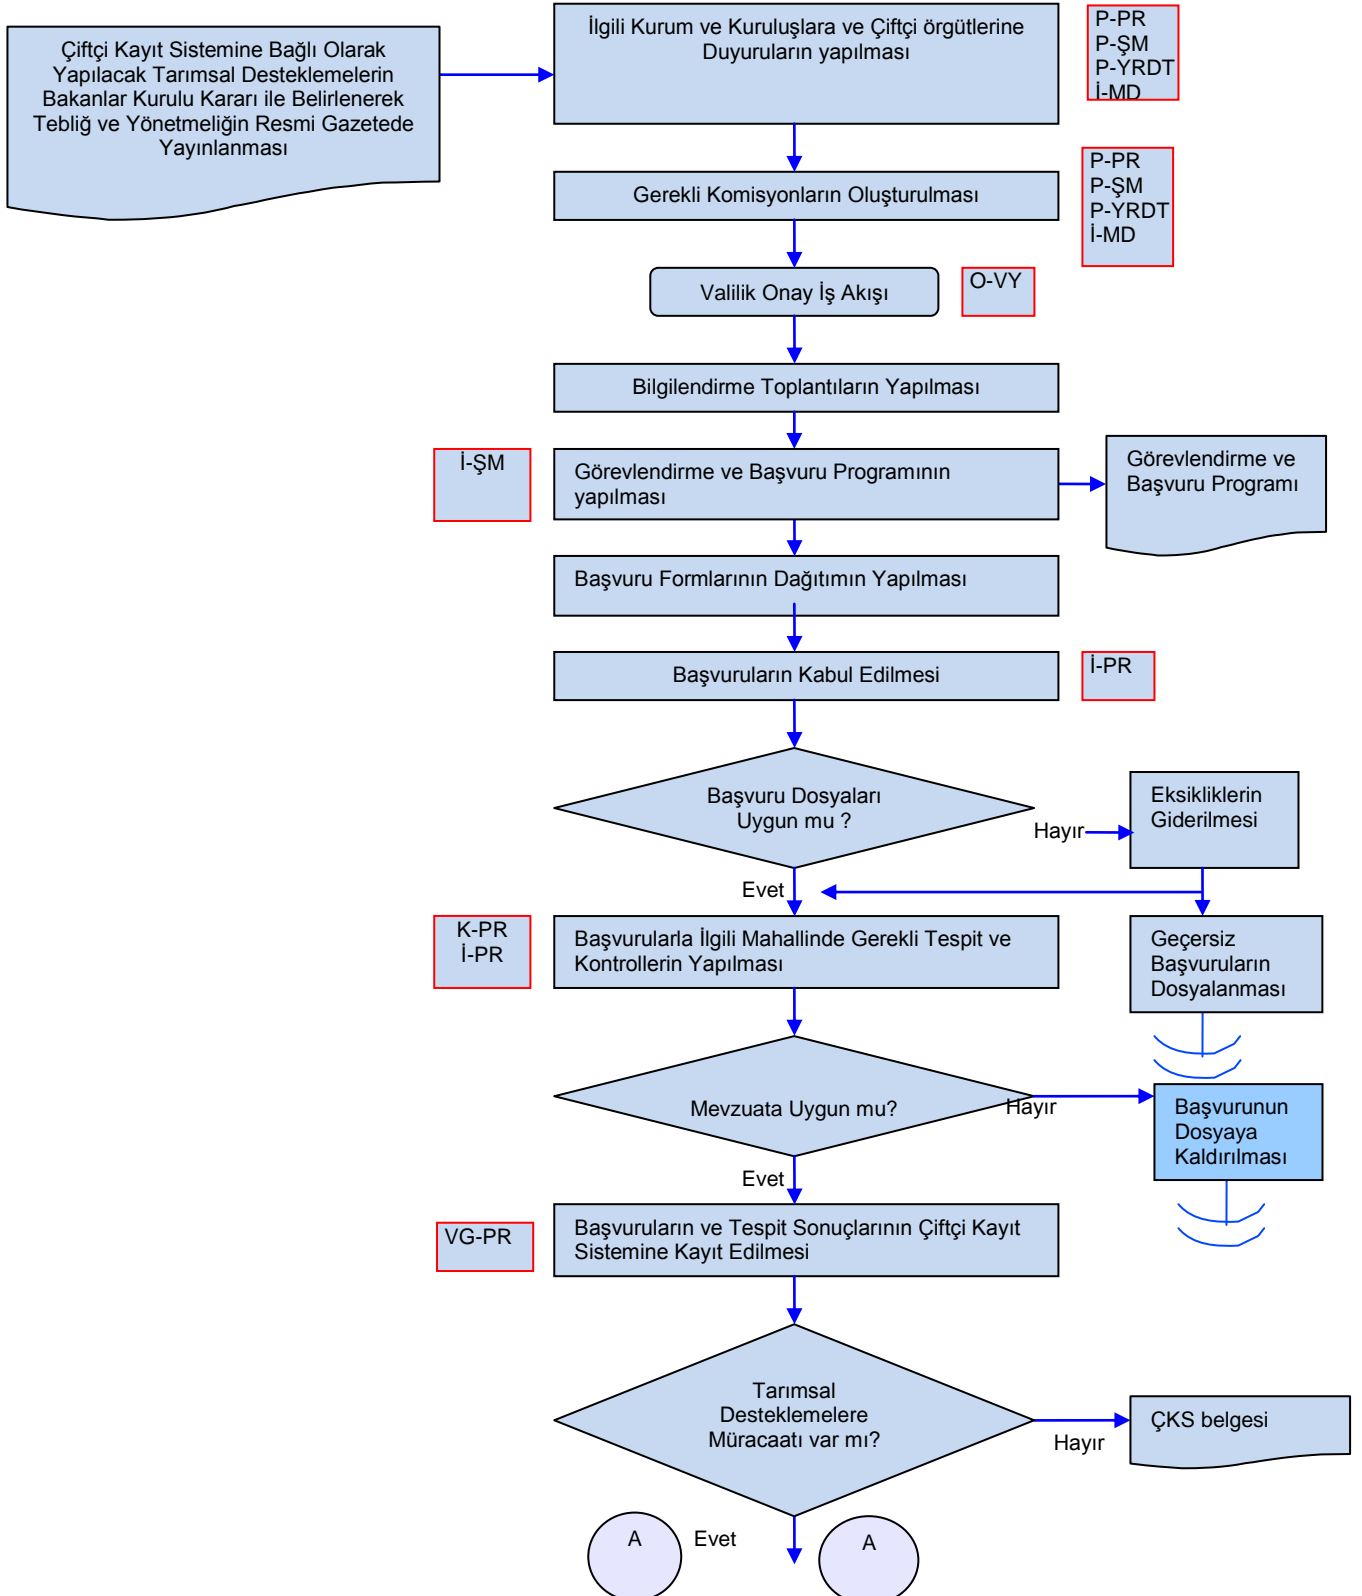 Çiftçi Kayıt Sistemine Bağlı Olarak
Yapılacak Tarımsal Desteklemelerin
Bakanlar Kurulu Kararı ile Belirlenerek
Tebliğ ve Yönetmeliğin Resmi Gazetede
Yayınlanması
İlgili Kurum ve Kuruluşlara ve Çiftçi örgütlerine
Duyuruların yapılması
P-PR
P-ŞM
P-YRDT
İ-MD
Gerekli Komisyonların Oluşturulması
P-PR
P-ŞM
P-YRDT
İ-MD
Valilik Onay İş Akışı
O-VY
Bilgilendirme Toplantıların Yapılması
İ-ŞM
Görevlendirme ve Başvuru Programının
yapılması
Görevlendirme ve
Başvuru Programı
Başvuru Formlarının Dağıtımın Yapılması
Başvuruların Kabul Edilmesi
İ-PR
Başvuru Dosyaları
Uygun mu ?
Hayır
Eksikliklerin
Giderilmesi
Evet
K-PR
İ-PR
Başvurularla İlgili Mahallinde Gerekli Tespit ve
Kontrollerin Yapılması
Geçersiz
Başvuruların
Dosyalanması
Mevzuata Uygun mu?
Hayır
Başvurunun
Dosyaya
Kaldırılması
Evet
VG-PR
Başvuruların ve Tespit Sonuçlarının Çiftçi Kayıt
Sistemine Kayıt Edilmesi
Tarımsal
Desteklemelere
Müracaatı var mı?
Hayır
ÇKS belgesi
A
Evet
A